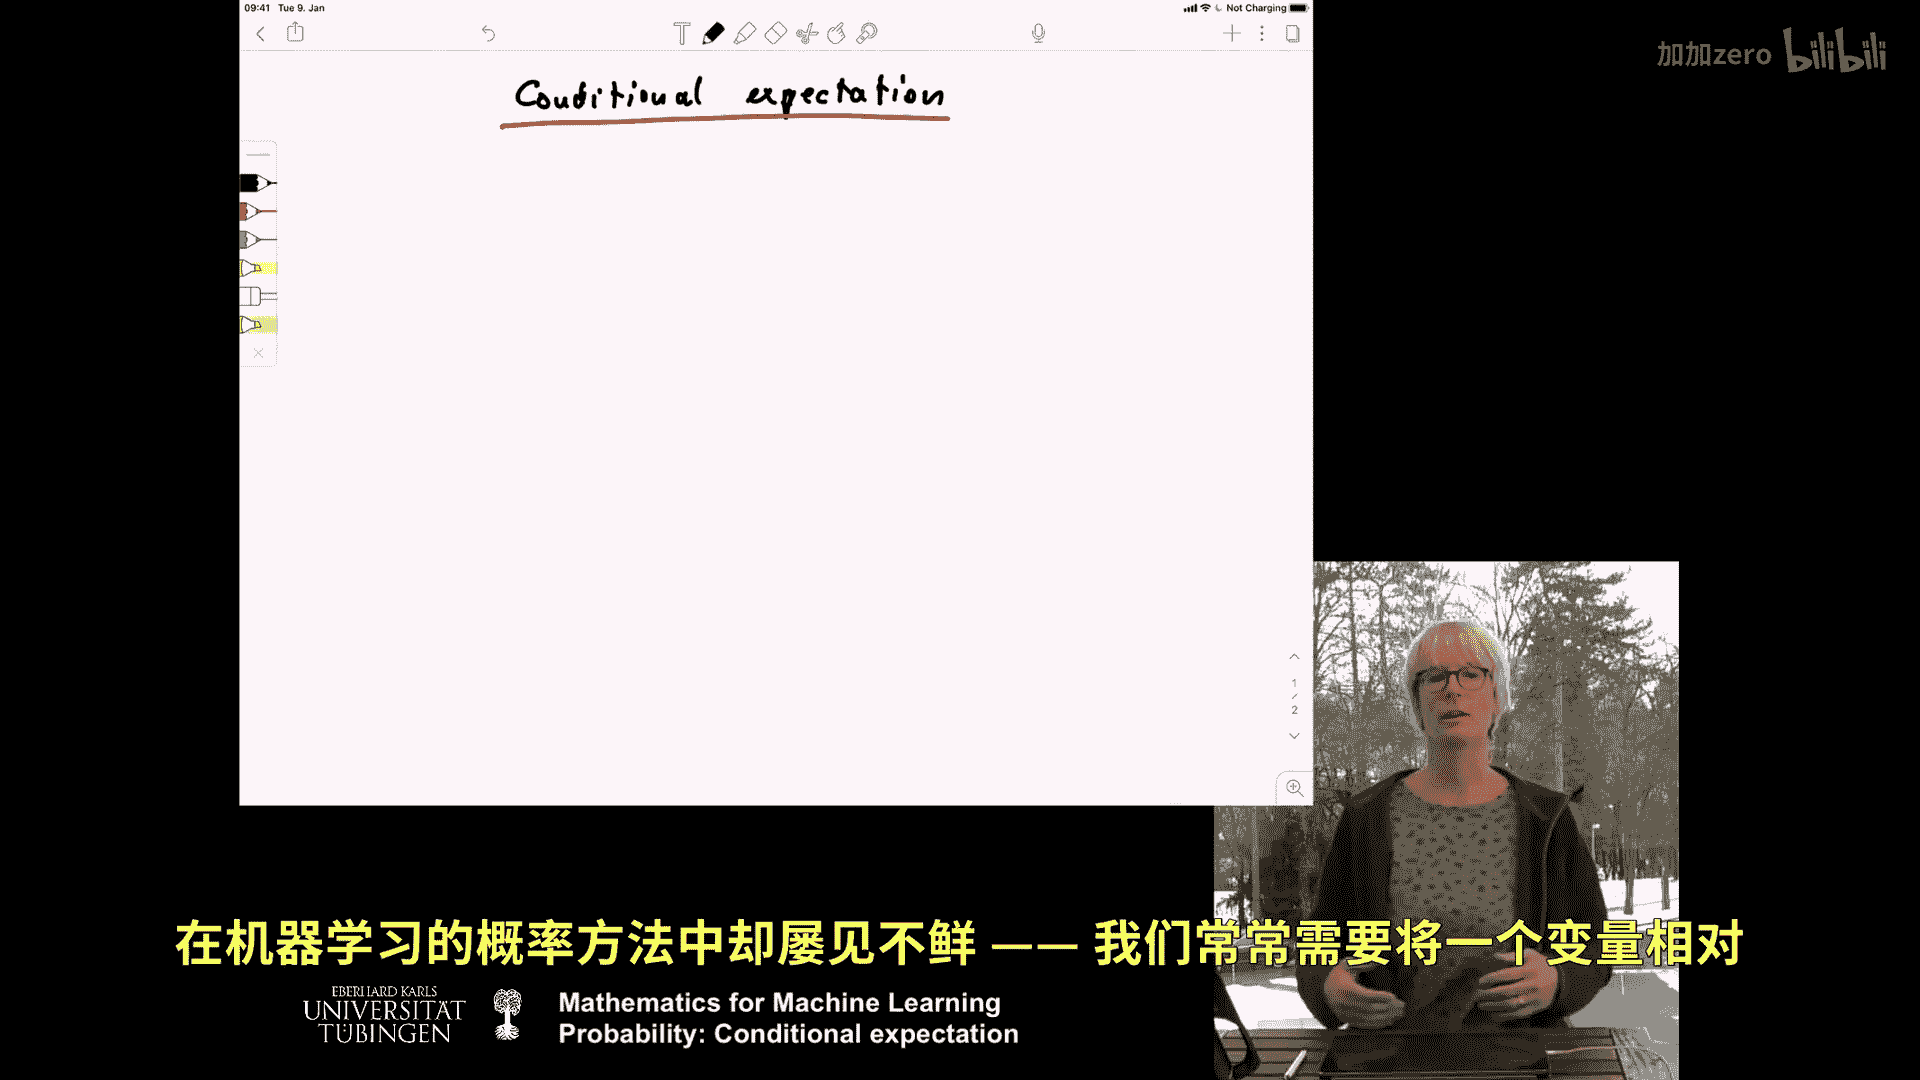 09:41 Tue 9. Jan
Not Charging
加加zero bilibili
T
Conditional expectation
1
/
2
在机器学习的概率方法中却屡见不鲜 —— 我们常常需要将一个变量相对
EBERHARD KARLS
UNIVERSITÄT
TÜBINGEN
Mathematics for Machine Learning
Probability: Conditional expectation